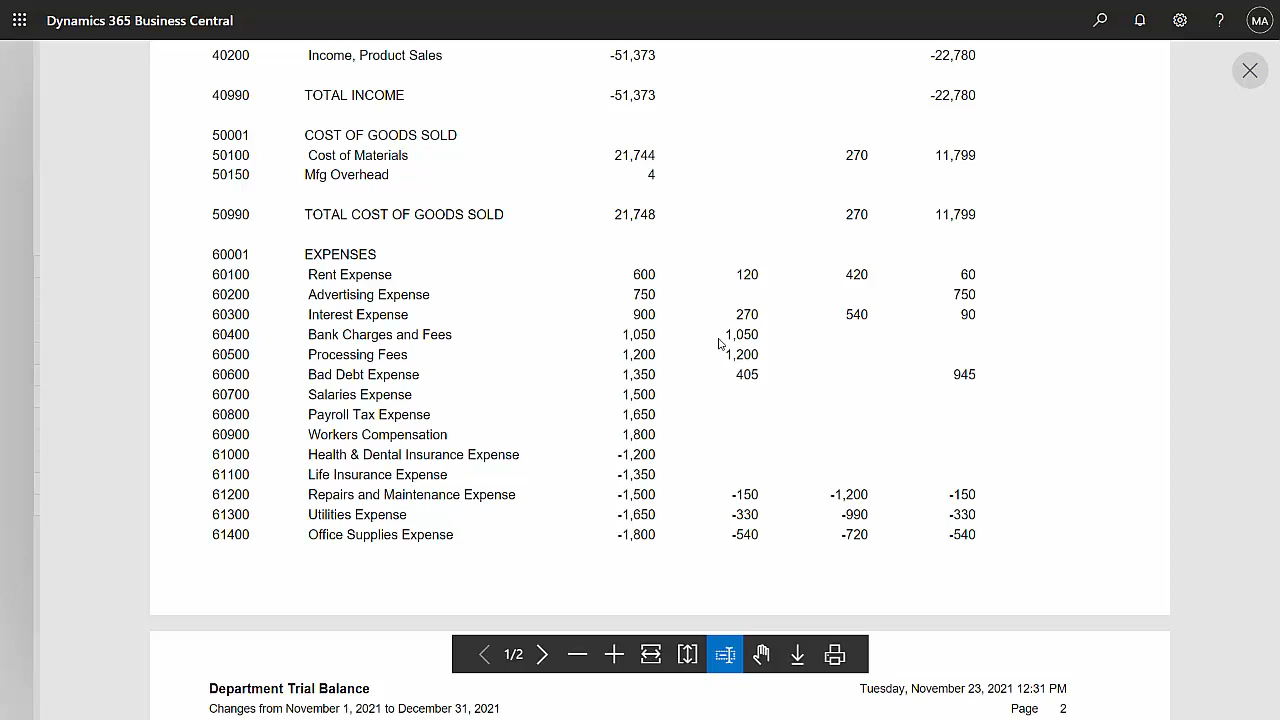 Dynamics 365 Business Central
?
MA
40200 Income, Product Sales -51,373 -22,780
40990 TOTAL INCOME -51,373 -22,780
50001 COST OF GOODS SOLD
50100 Cost of Materials 21,744 270 11,799
50150 Mfg Overhead 4
50990 TOTAL COST OF GOODS SOLD 21,748 270 11,799
60001 EXPENSES
60100 Rent Expense 600 120 420 60
60200 Advertising Expense 750 750
60300 Interest Expense 900 270 540 90
60400 Bank Charges and Fees 1,050 1,050
60500 Processing Fees 1,200 1,200
60600 Bad Debt Expense 1,350 405 945
60700 Salaries Expense 1,500
60800 Payroll Tax Expense 1,650
60900 Workers Compensation 1,800
61000 Health & Dental Insurance Expense -1,200
61100 Life Insurance Expense -1,350
61200 Repairs and Maintenance Expense -1,500 -150 -1,200 -150
61300 Utilities Expense -1,650 -330 -990 -330
61400 Office Supplies Expense -1,800 -540 -720 -540
1/2
Department Trial Balance Tuesday, November 23, 2021 12:31 PM
Changes from November 1, 2021 to December 31, 2021 Page 2